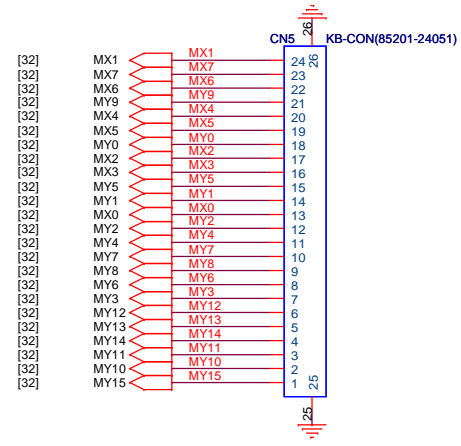 26
CN5 KB-CON(85201-24051)
[32] MX1 MX1 24 26
[32] MX7 MX7 23
[32] MX6 MX6 22
[32] MY9 MY9 21
[32] MX4 MX4 20
[32] MX5 MX5 19
[32] MY0 MY0 18
[32] MX2 MX2 17
[32] MX3 MX3 16
[32] MY5 MY5 15
[32] MY1 MY1 14
[32] MX0 MX0 13
[32] MY2 MY2 12
[32] MY4 MY4 11
[32] MY7 MY7 10
[32] MY8 MY8 9
[32] MY6 MY6 8
[32] MY3 MY3 7
[32] MY12 MY12 6
[32] MY13 MY13 5
[32] MY14 MY14 4
[32] MY11 MY11 3
[32] MY10 MY10 2
[32] MY15 MY15 1 25
25